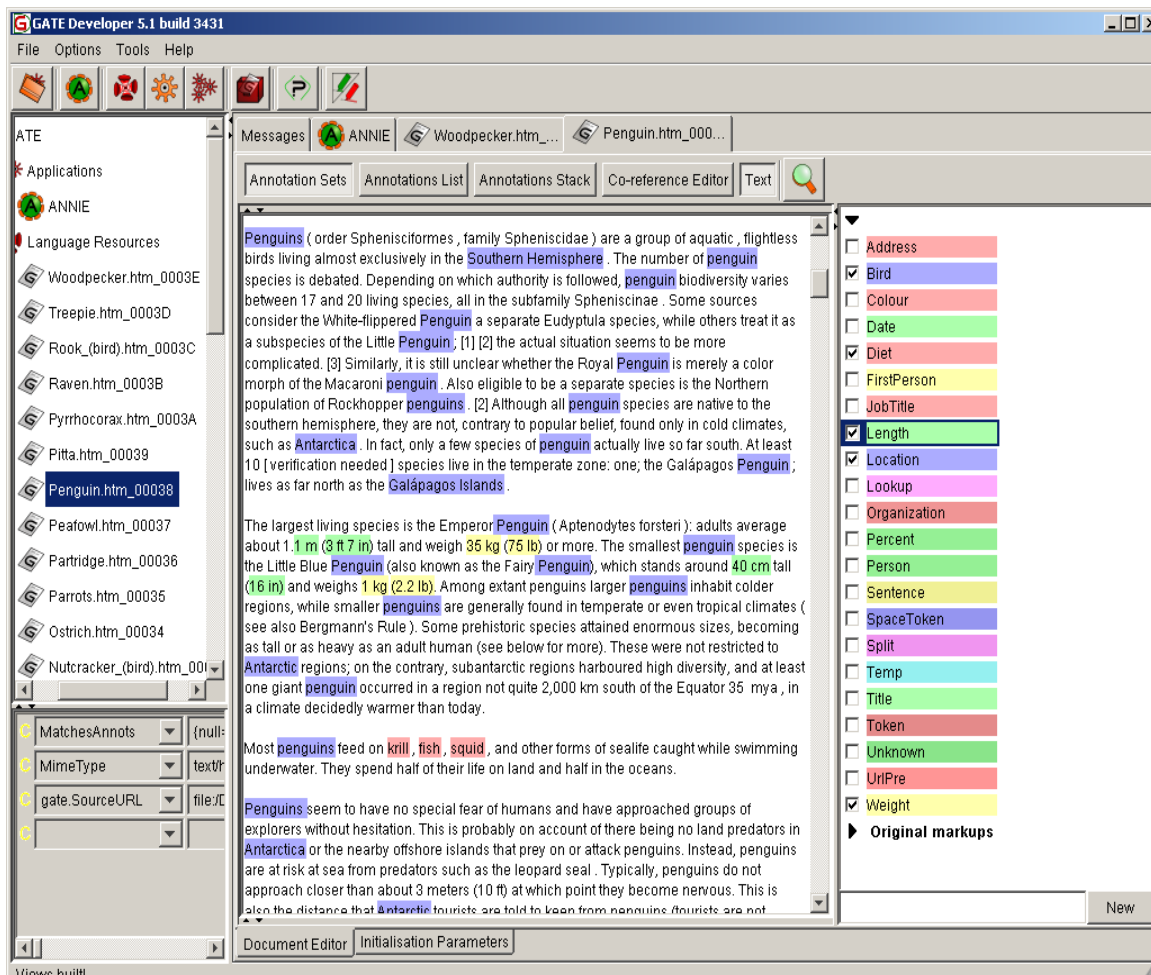 GATE Developer 5.1 build 3431
File Options Tools Help
ATE
Applications
ANNIE
Language Resources
Woodpecker.htm_0003E
Treepie.htm_0003D
Rook_(bird).htm_0003C
Raven.htm_0003B
Pyrrhocorax.htm_0003A
Pitta.htm_00039
Penguin.htm_00038
Peafowl.htm_00037
Partridge.htm_00036
Parrots.htm_00035
Ostrich.htm_00034
Nutcracker_(bird).htm_00
C MatchesAnnots {null=
C MimeType text/h
C gate.SourceURL file:/D
C
Messages ANNIE Woodpecker.htm_... Penguin.htm_000...
Annotation Sets Annotations List Annotations Stack Co-reference Editor Text
Penguins ( order Sphenisciformes , family Spheniscidae ) are a group of aquatic , flightless
birds living almost exclusively in the Southern Hemisphere . The number of penguin
species is debated. Depending on which authority is followed, penguin biodiversity varies
between 17 and 20 living species, all in the subfamily Spheniscinae . Some sources
consider the White-flippered Penguin a separate Eudyptula species, while others treat it as
a subspecies of the Little Penguin ; [1] [2] the actual situation seems to be more
complicated. [3] Similarly, it is still unclear whether the Royal Penguin is merely a color
morph of the Macaroni penguin . Also eligible to be a separate species is the Northern
population of Rockhopper penguins . [2] Although all penguin species are native to the
southern hemisphere, they are not, contrary to popular belief, found only in cold climates,
such as Antarctica . In fact, only a few species of penguin actually live so far south. At least
10 [ verification needed ] species live in the temperate zone: one; the Galápagos Penguin ;
lives as far north as the Galápagos Islands .
The largest living species is the Emperor Penguin ( Aptenodytes forsteri ): adults average
about 1.1 m (3 ft 7 in) tall and weigh 35 kg (75 lb) or more. The smallest penguin species is
the Little Blue Penguin (also known as the Fairy Penguin), which stands around 40 cm tall
(16 in) and weighs 1 kg (2.2 lb). Among extant penguins larger penguins inhabit colder
regions, while smaller penguins are generally found in temperate or even tropical climates (
see also Bergmann's Rule ). Some prehistoric species attained enormous sizes, becoming
as tall or as heavy as an adult human (see below for more). These were not restricted to
Antarctic regions; on the contrary, subantarctic regions harboured high diversity, and at least
one giant penguin occurred in a region not quite 2,000 km south of the Equator 35 mya , in
a climate decidedly warmer than today.
Most penguins feed on krill , fish , squid , and other forms of sealife caught while swimming
underwater. They spend half of their life on land and half in the oceans.
Penguins seem to have no special fear of humans and have approached groups of
explorers without hesitation. This is probably on account of there being no land predators in
Antarctica or the nearby offshore islands that prey on or attack penguins. Instead, penguins
are at risk at sea from predators such as the leopard seal . Typically, penguins do not
approach closer than about 3 meters (10 ft) at which point they become nervous. This is
also the distance that Antarctic tourists are told to keep from penguins (tourists are not
Address
Bird
Colour
Date
Diet
FirstPerson
JobTitle
Length
Location
Lookup
Organization
Percent
Person
Sentence
SpaceToken
Split
Temp
Title
Token
Unknown
UrlPre
Weight
Original markups
New
Document Editor Initialisation Parameters
Views built!